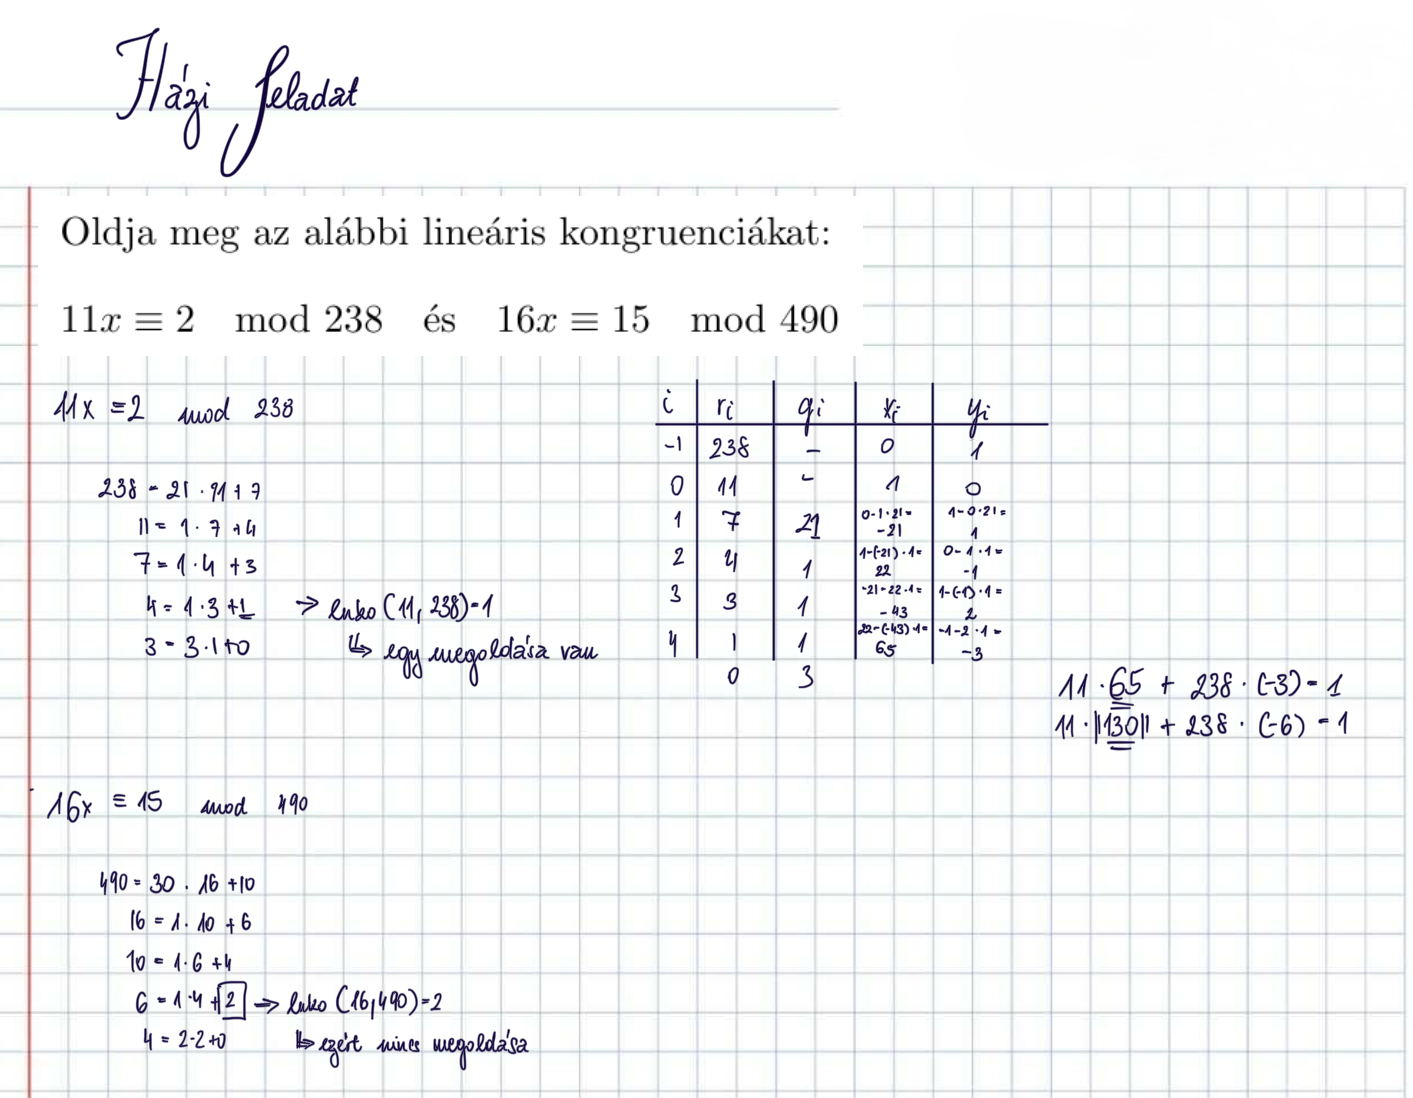 Házi feladat
Oldja meg az alábbi lineáris kongruenciákat:
11x ≡ 2 mod 238 és 16x ≡ 15 mod 490
11x ≡ 2 mod 238
238 = 21 · 11 + 7
11 = 1 · 7 + 4
7 = 1 · 4 + 3
4 = 1 · 3 + 1 → lnko (11, 238) = 1
3 = 3 · 1 + 0 ↳ egy megoldása van
i ri qi xi yi
-1 238 - 0 1
0 11 - 1 0
1 7 21 0-1·21= -21 1-0·21= 1
2 4 1 1-(-21)·1= 22 0-1·1= -1
3 3 1 -21-22·1= -43 1-(-1)·1= 2
4 1 1 22-(-43)·1= 65 -1-2·1= -3
0 3
11 · 65 + 238 · (-3) = 1
11 · ||130|| + 238 · (-6) = 1
16x ≡ 15 mod 490
490 = 30 · 16 + 10
16 = 1 · 10 + 6
10 = 1 · 6 + 4
6 = 1 · 4 + 2 → lnko (16, 490) = 2
4 = 2 · 2 + 0 ↳ ezért nincs megoldása